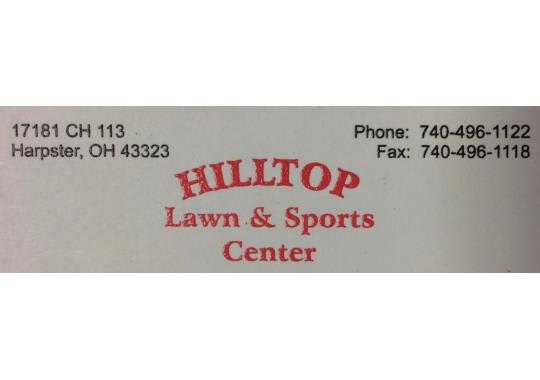 17181 CH 113
Harpster, OH 43323
Phone: 740-496-1122
Fax: 740-496-1118
HILLTOP
Lawn & Sports
Center